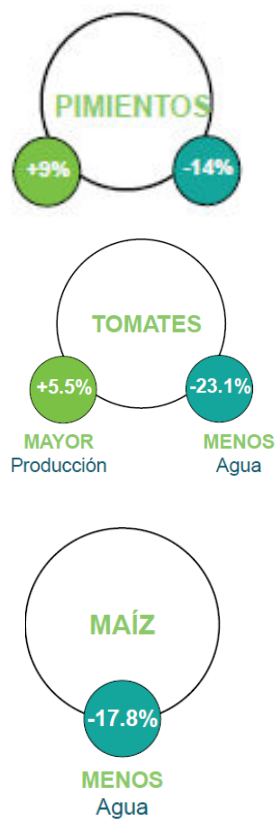 PIMIENTOS
+9%
-14%
TOMATES
+5.5%
-23.1%
MAYOR
Producción
MENOS
Agua
MAÍZ
-17.8%
MENOS
Agua